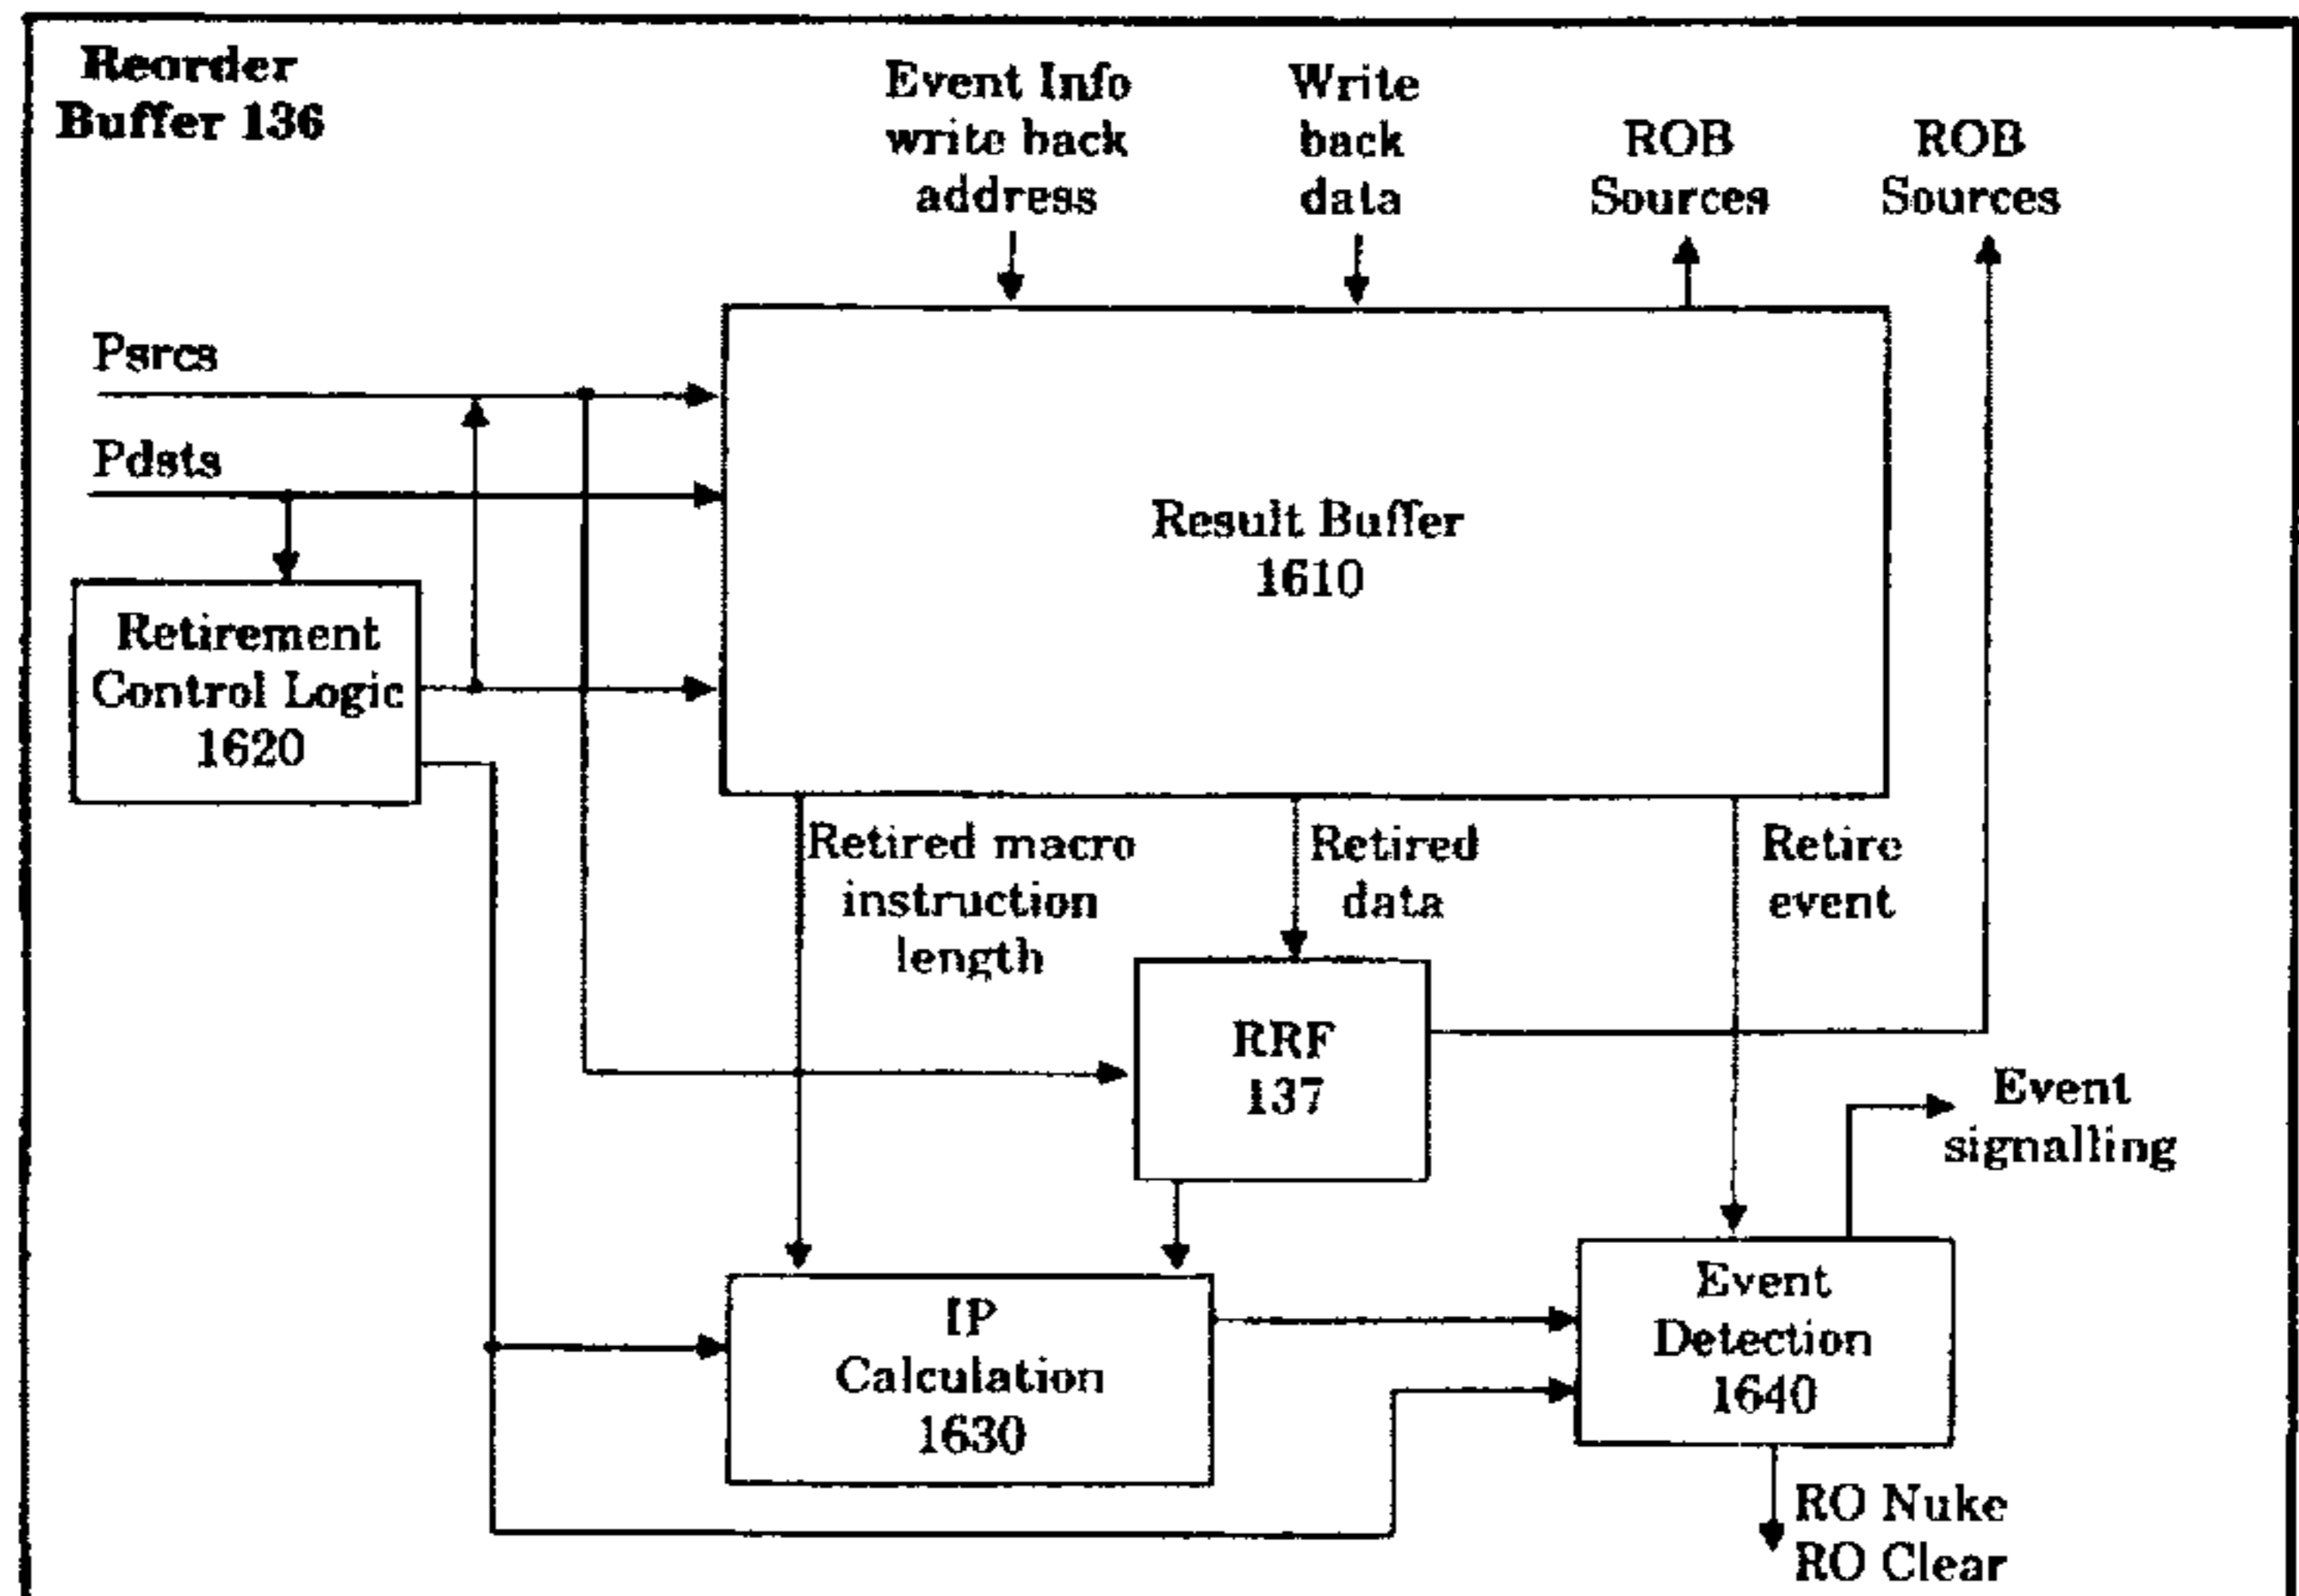 Reorder
Buffer 136
Event Info
write back
address
Write
back
data
ROB
Sources
ROB
Sources
Psrcs
Pdsts
Result Buffer
1610
Retirement
Control Logic
1620
Retired macro
instruction
length
Retired
data
Retire
event
RRF
137
Event
signalling
IP
Calculation
1630
Event
Detection
1640
RO Nuke
RO Clear